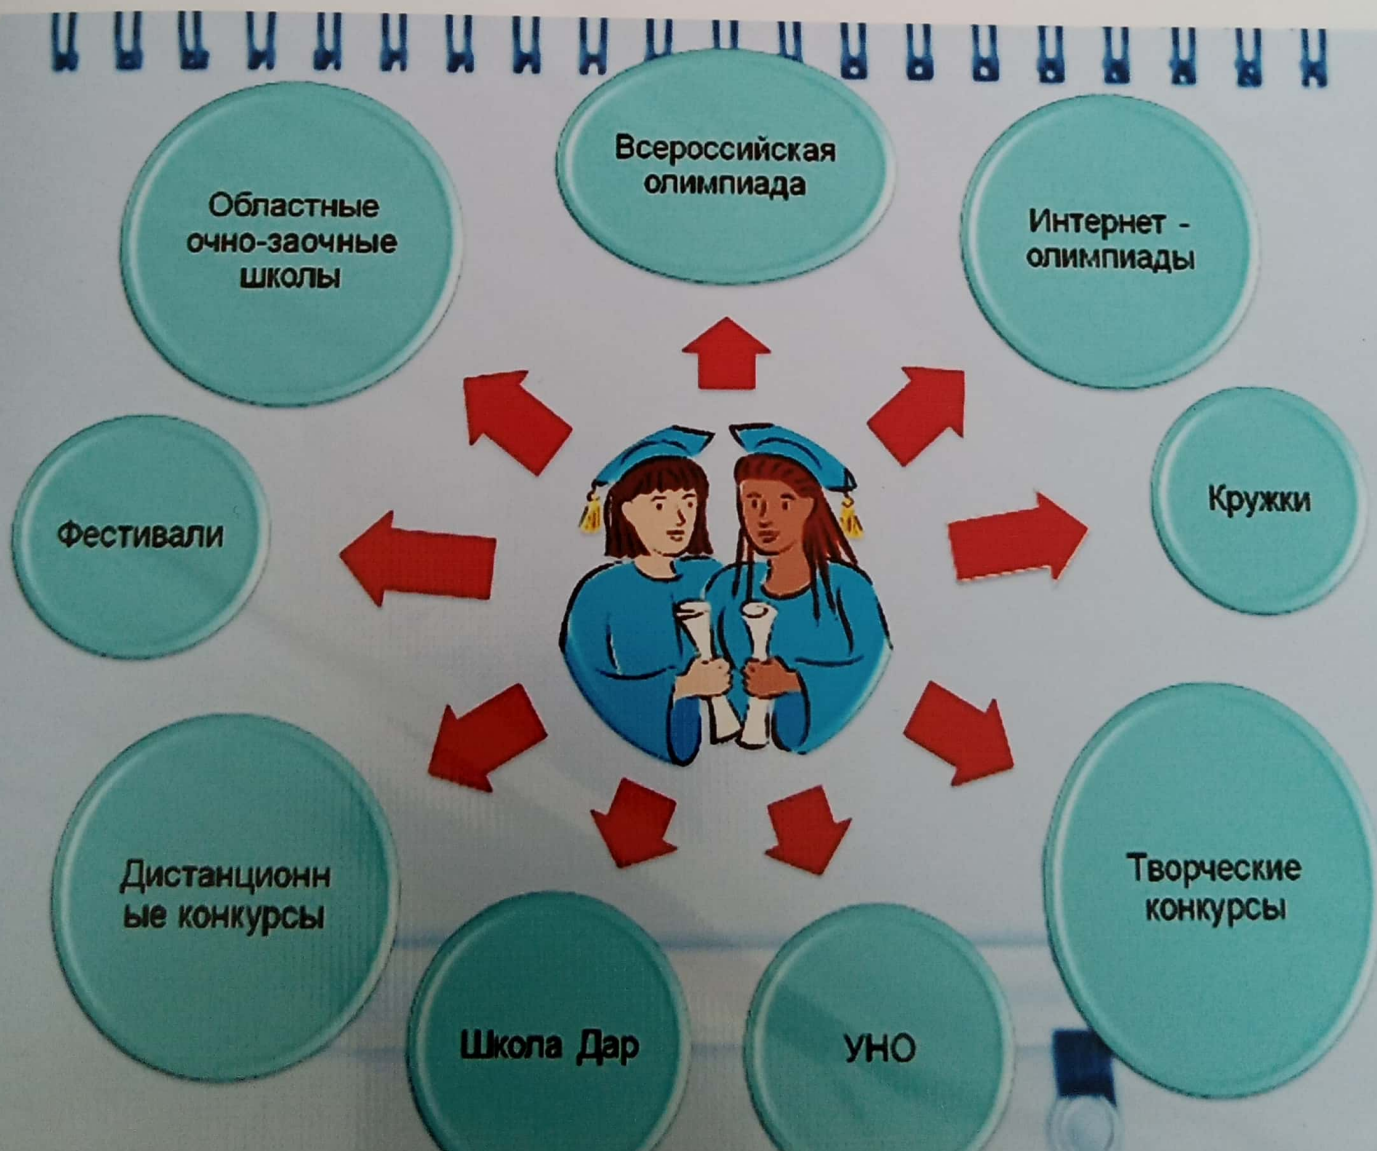 Всероссийская
олимпиада
Областные
очно-заочные
школы
Интернет -
олимпиады
Фестивали
Кружки
Дистанционн
ые конкурсы
Творческие
конкурсы
Школа Дар
УНО